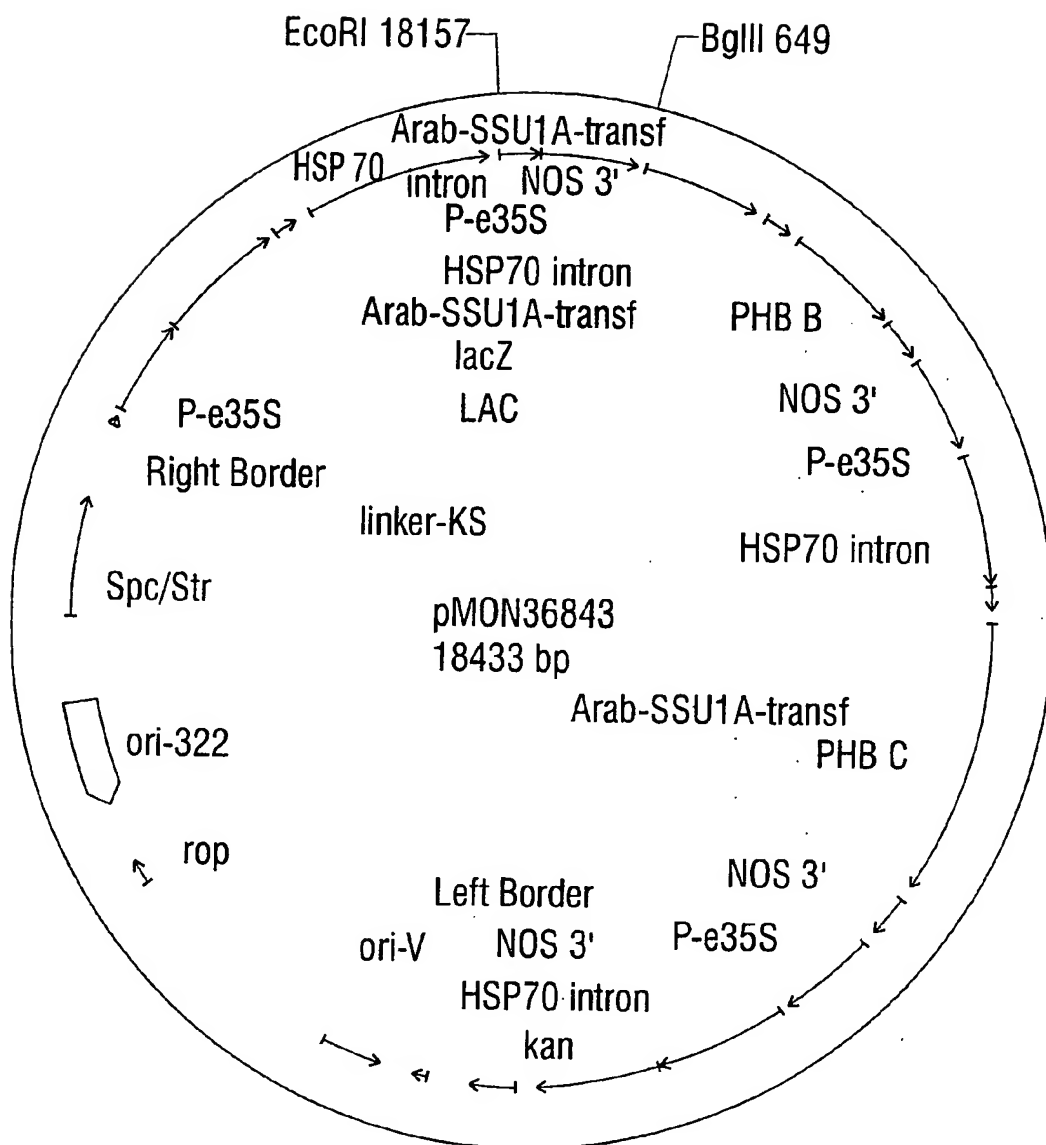 EcoRI 18157
BglII 649
Arab-SSU1A-transf
HSP 70
intron
NOS 3'
P-e35S
HSP70 intron
Arab-SSU1A-transf
PHB B
lacZ
LAC
NOS 3'
P-e35S
P-e35S
Right Border
linker-KS
HSP70 intron
Spc/Str
pMON36843
18433 bp
Arab-SSU1A-transf
ori-322
PHB C
rop
NOS 3'
Left Border
P-e35S
ori-V
NOS 3'
HSP70 intron
kan